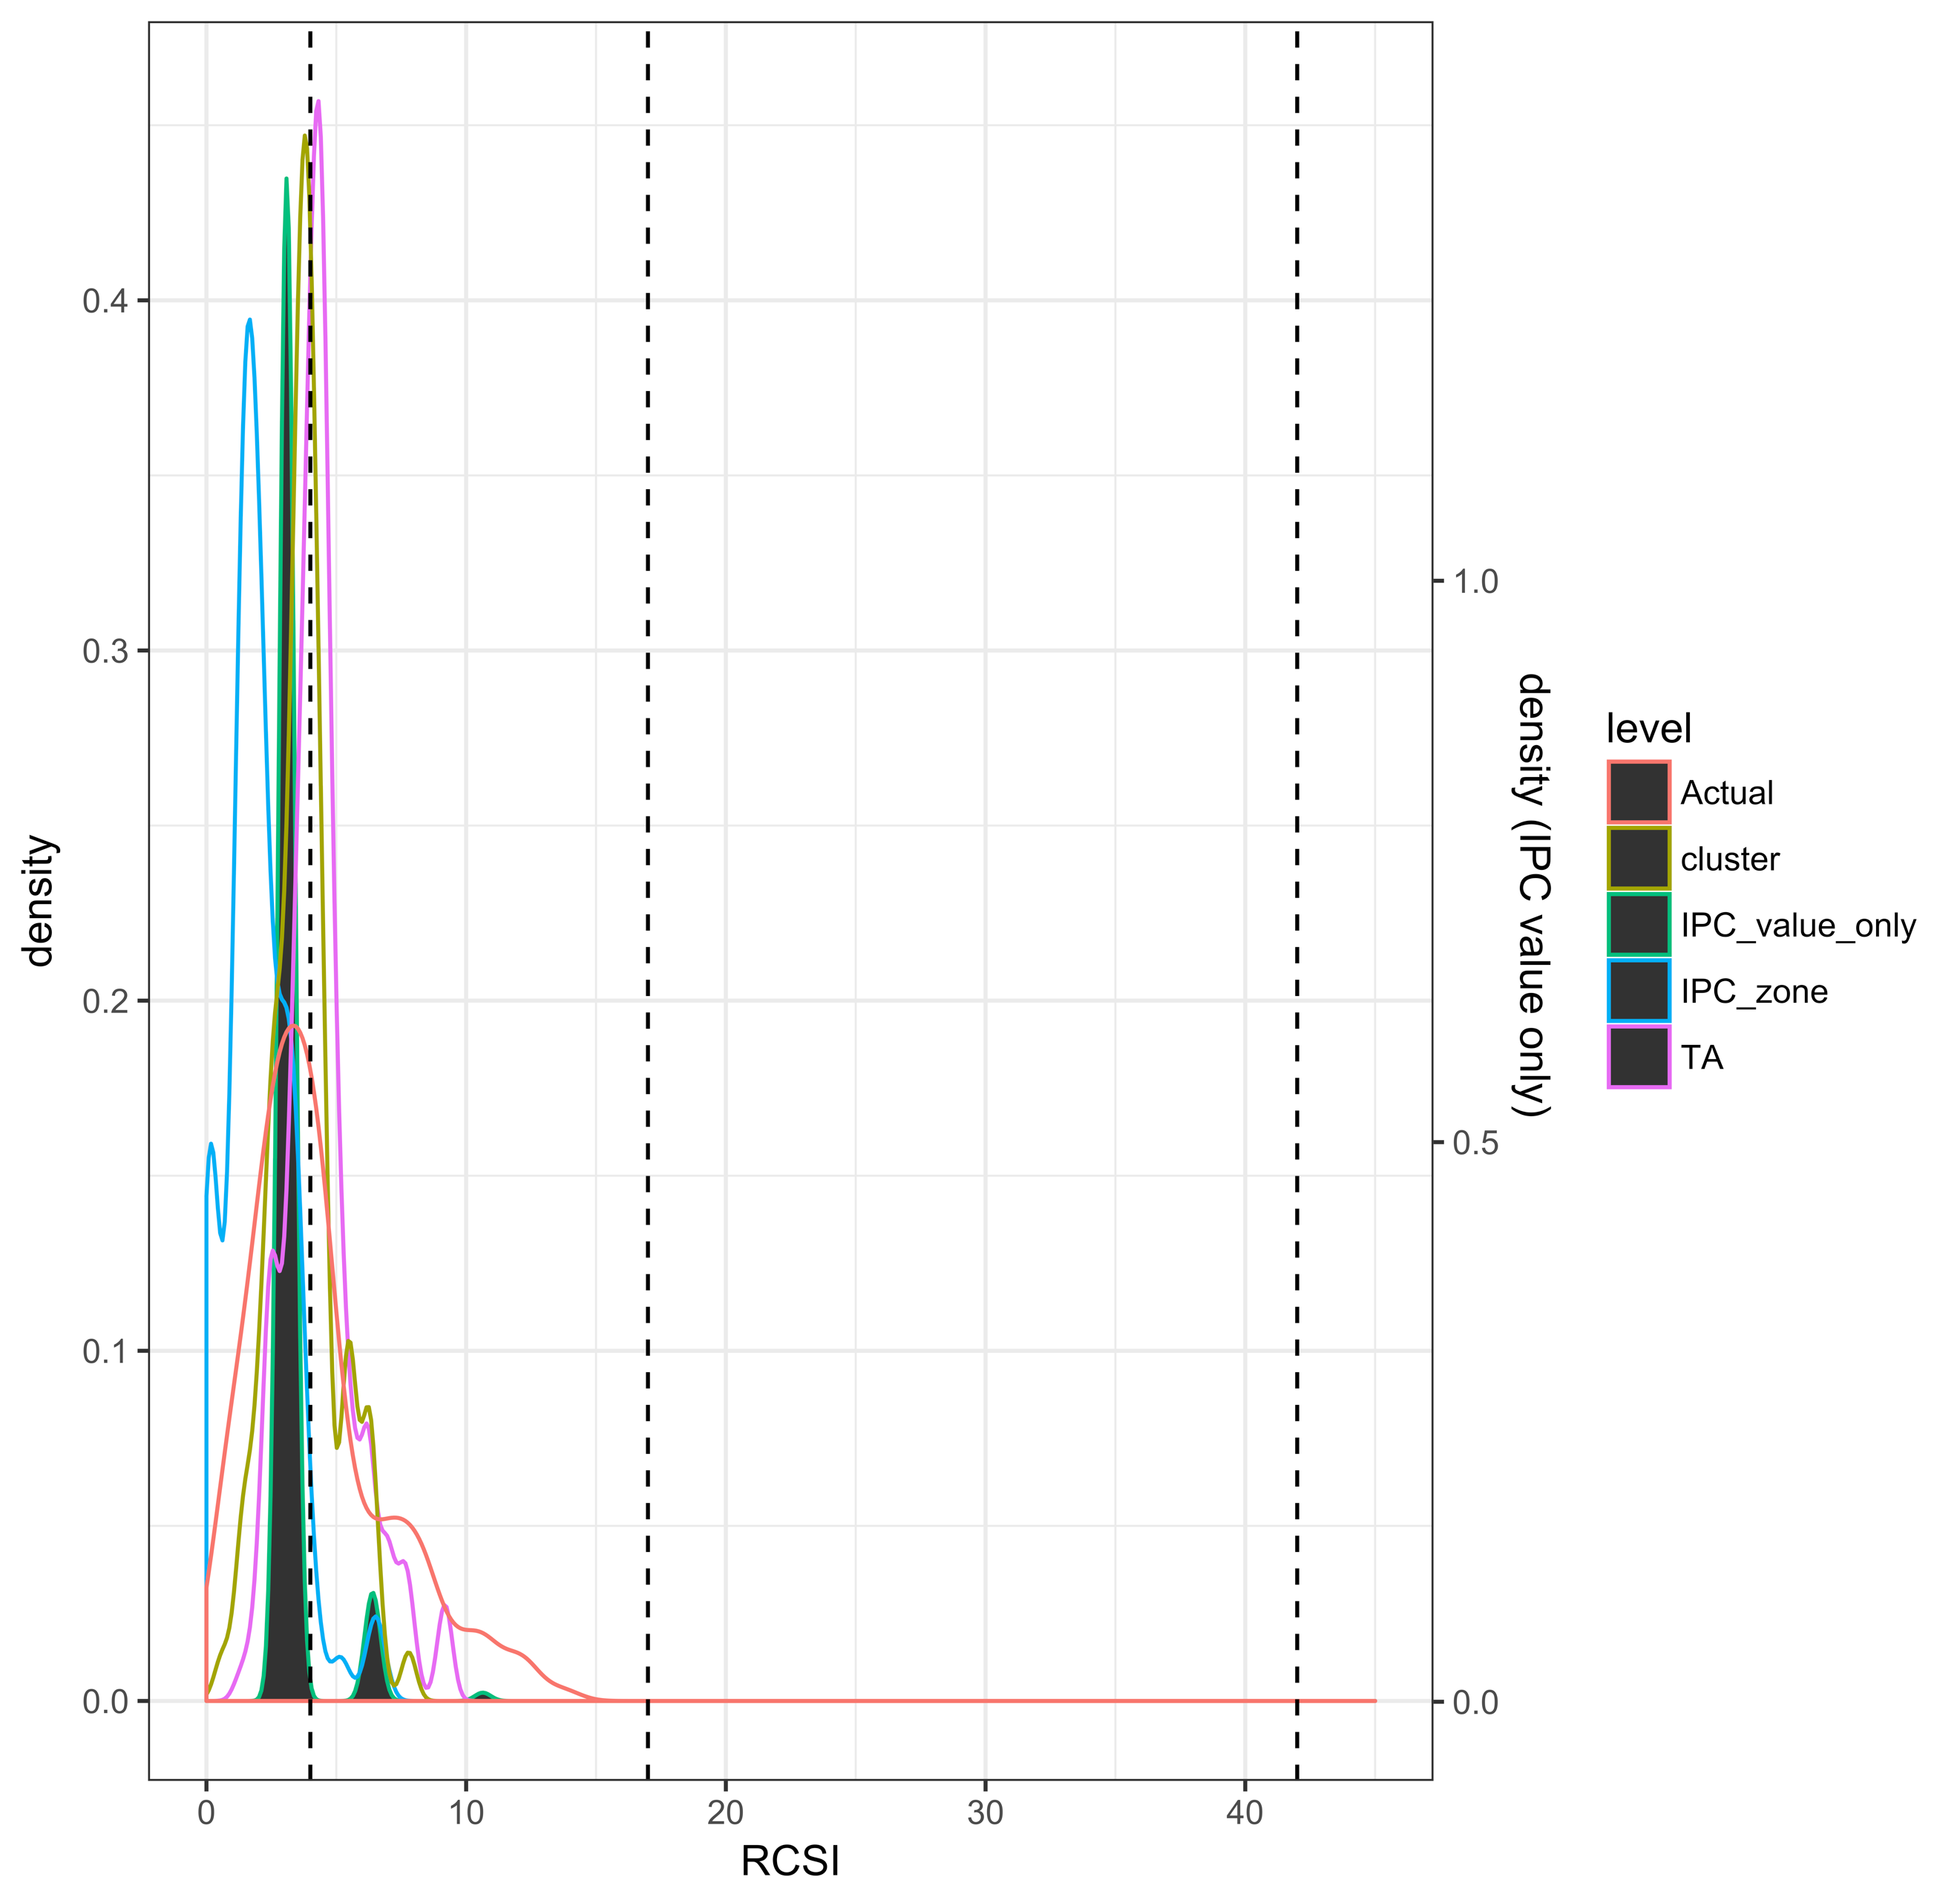 density
0.4
0.3
0.2
0.1
0.0
0
10
20
30
40
RCSI
1.0
0.5
0.0
density (IPC value only)
level
Actual
cluster
IPC_value_only
IPC_zone
TA